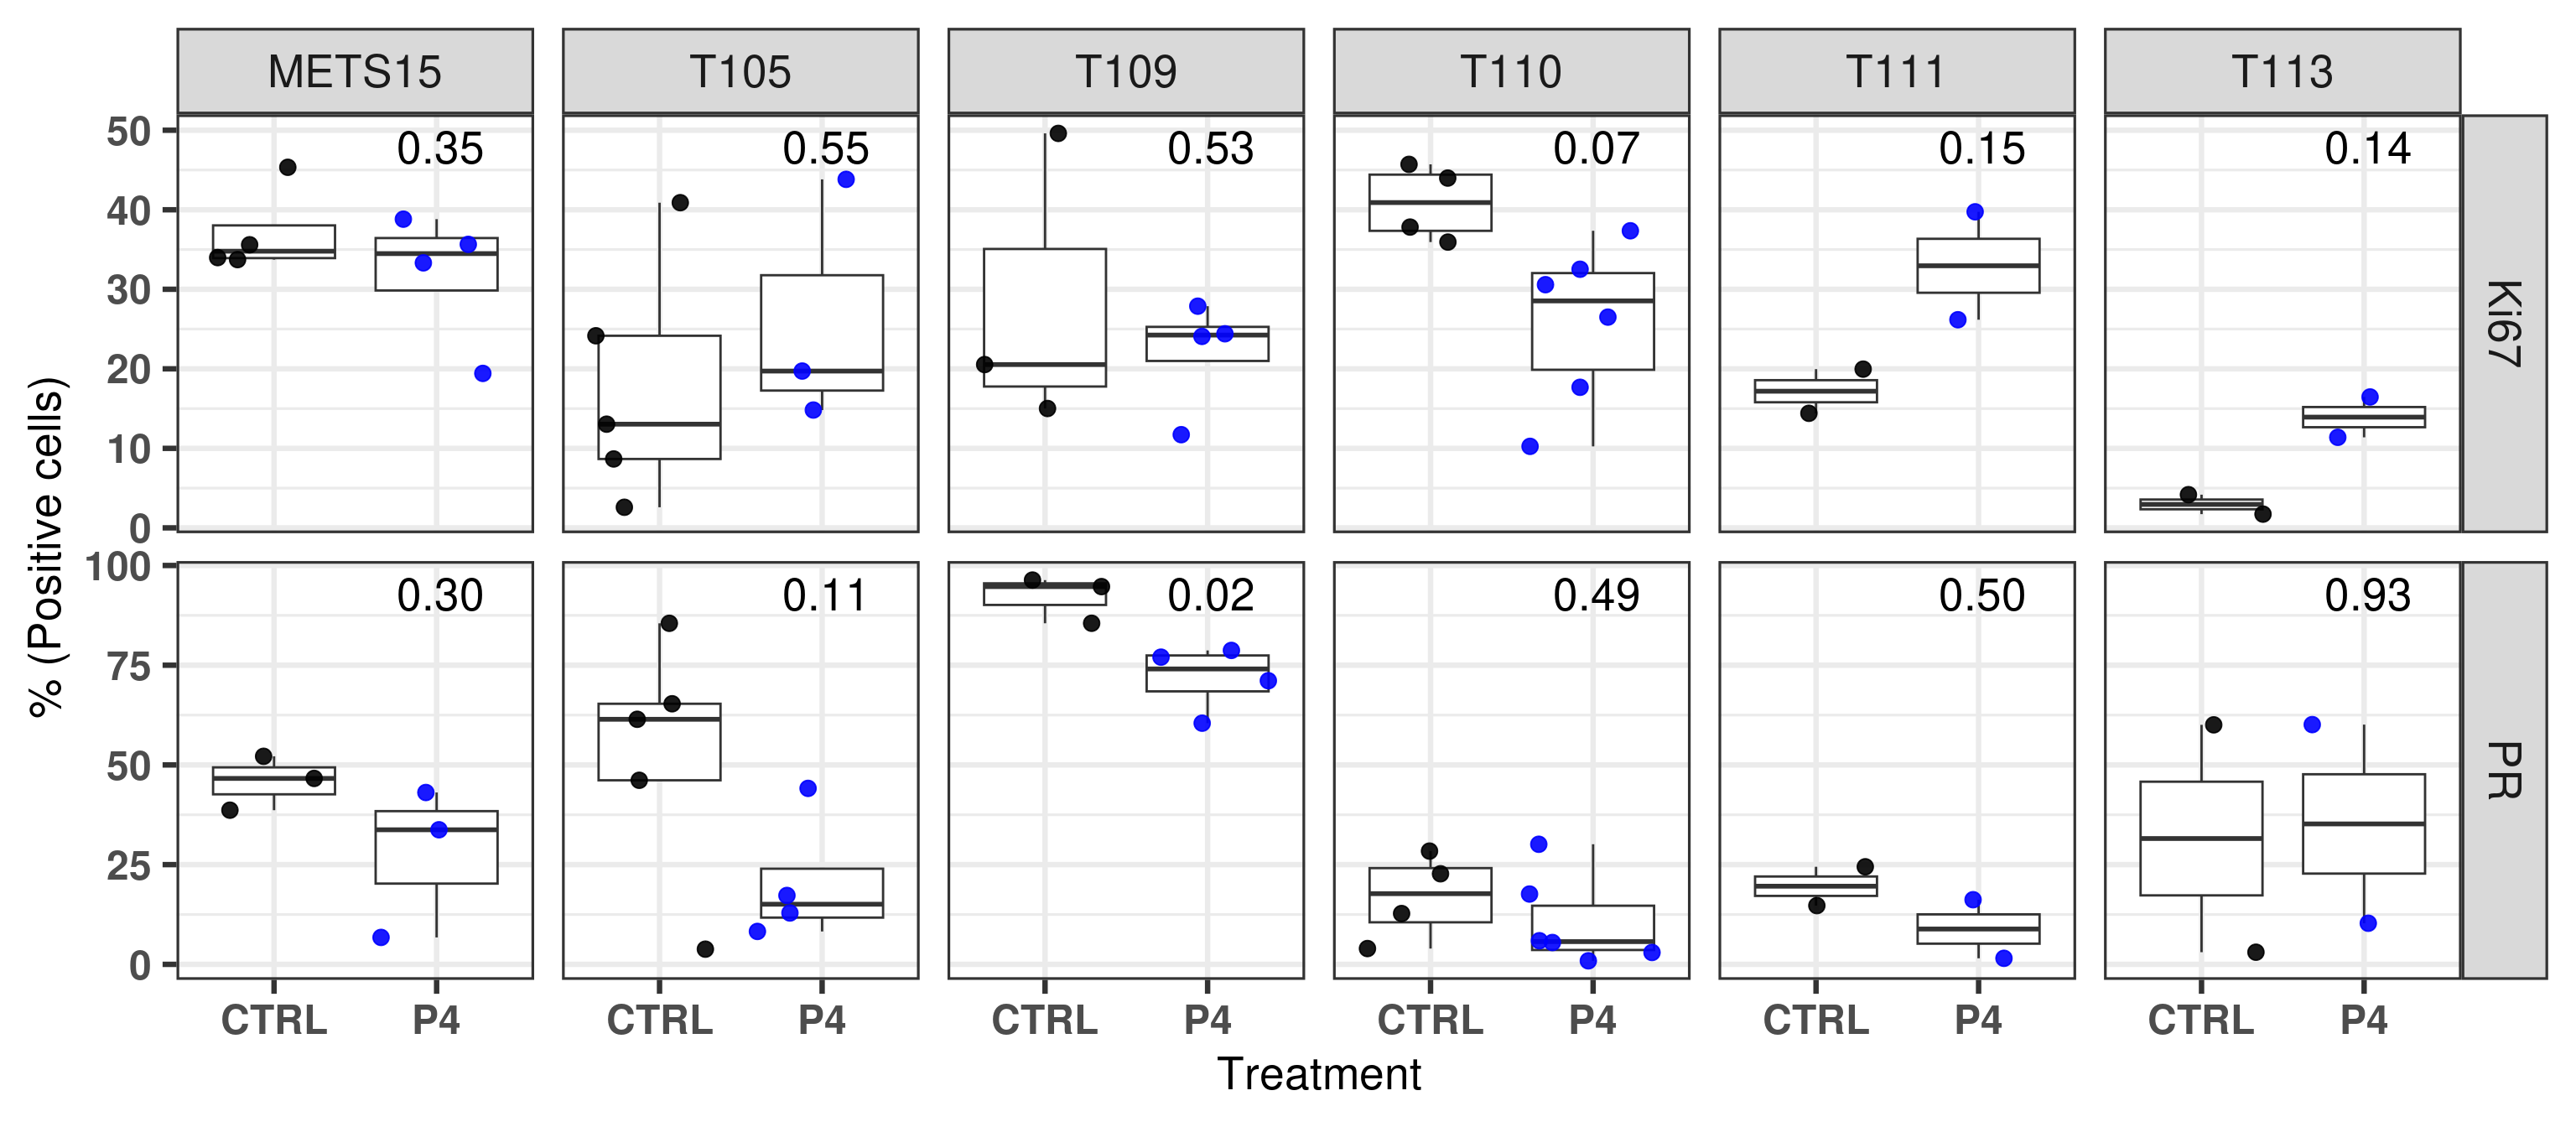 METS15 T105 T109 T110 T111 T113
% (Positive cells)
50 0.35 0.55 0.53 0.07 0.15 0.14
40
30
20
10
0
Ki67
100 0.30 0.11 0.02 0.49 0.50 0.93
75
50
25
0
PR
CTRL P4 CTRL P4 CTRL P4 CTRL P4 CTRL P4 CTRL P4
Treatment